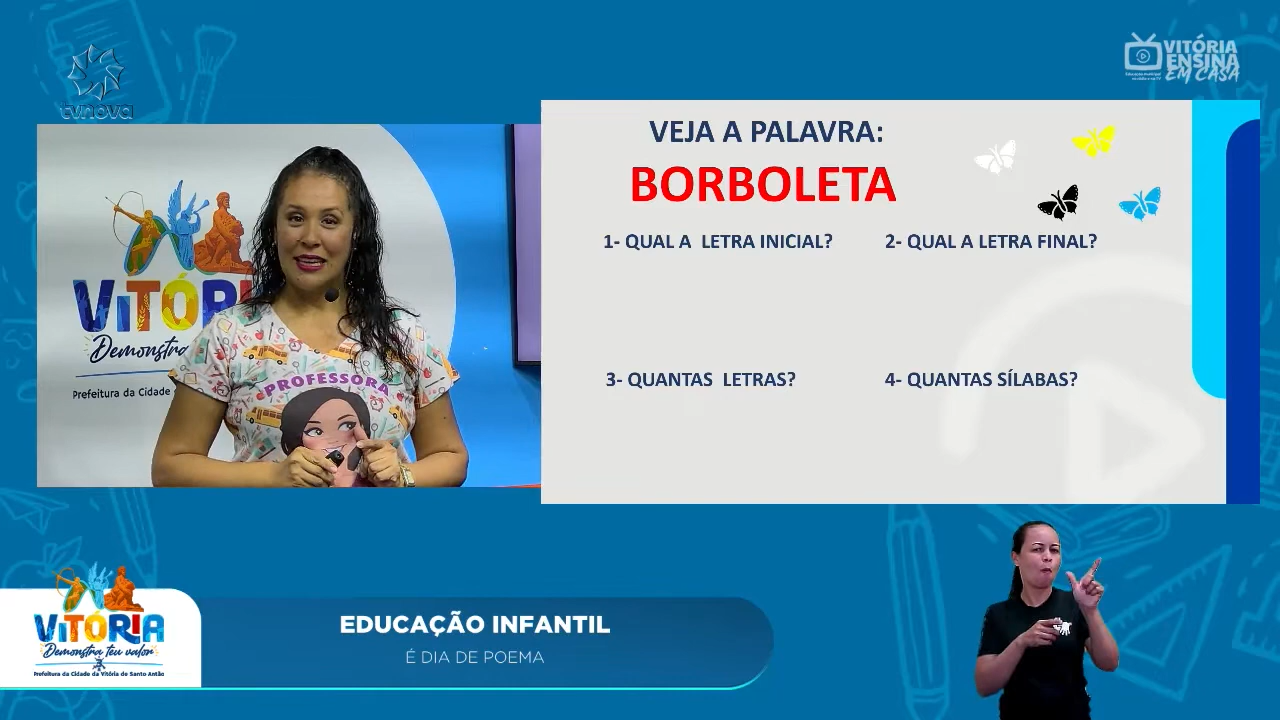 tvnova
VITÓRIA
ENSINA
EM CASA
VEJA A PALAVRA:
BORBOLETA
1- QUAL A  LETRA INICIAL?
2- QUAL A LETRA FINAL?
3- QUANTAS  LETRAS?
4- QUANTAS SÍLABAS?
VITÓRI
Demonstra
Prefeitura da Cidade
PROFESSORA
VITÓRIA
Demonstra teu valor
Prefeitura da Cidade da Vitória de Santo Antão
EDUCAÇÃO INFANTIL
É DIA DE POEMA